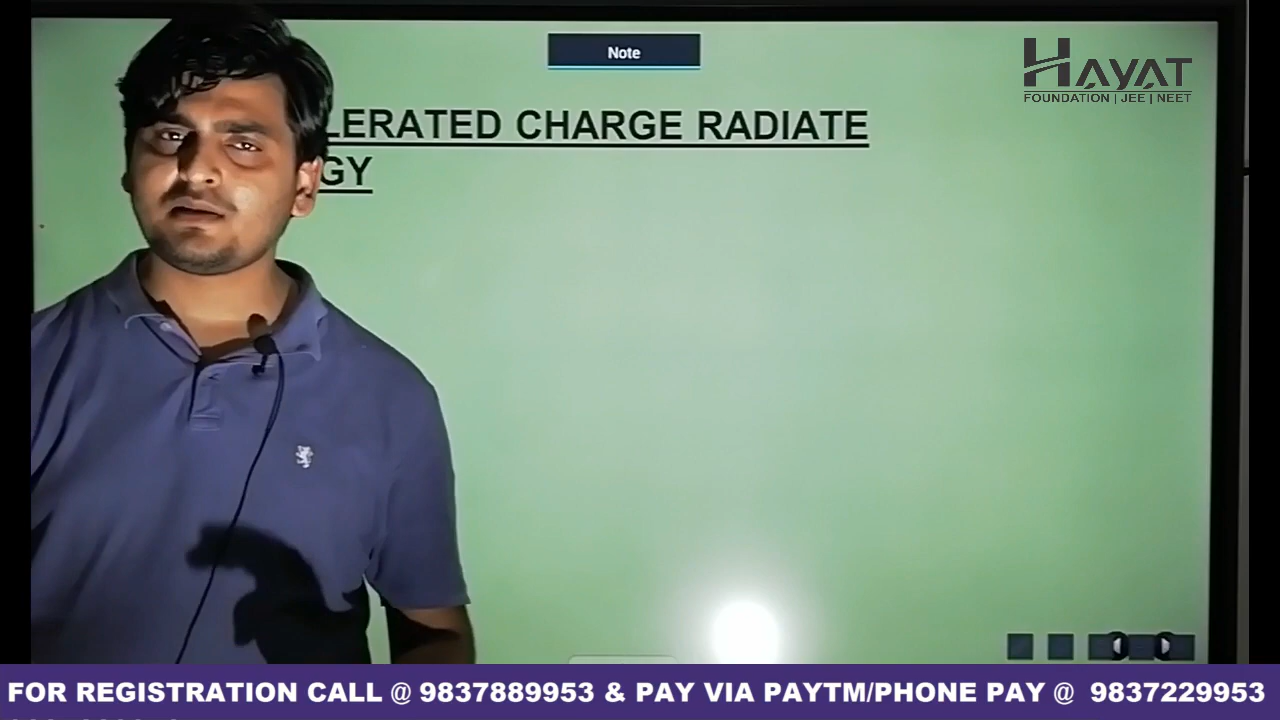 Note
HAYAT
FOUNDATION | JEE | NEET
LERATED CHARGE RADIATE
GY
FOR REGISTRATION CALL @ 9837889953 & PAY VIA PAYTM/PHONE PAY @ 9837229953